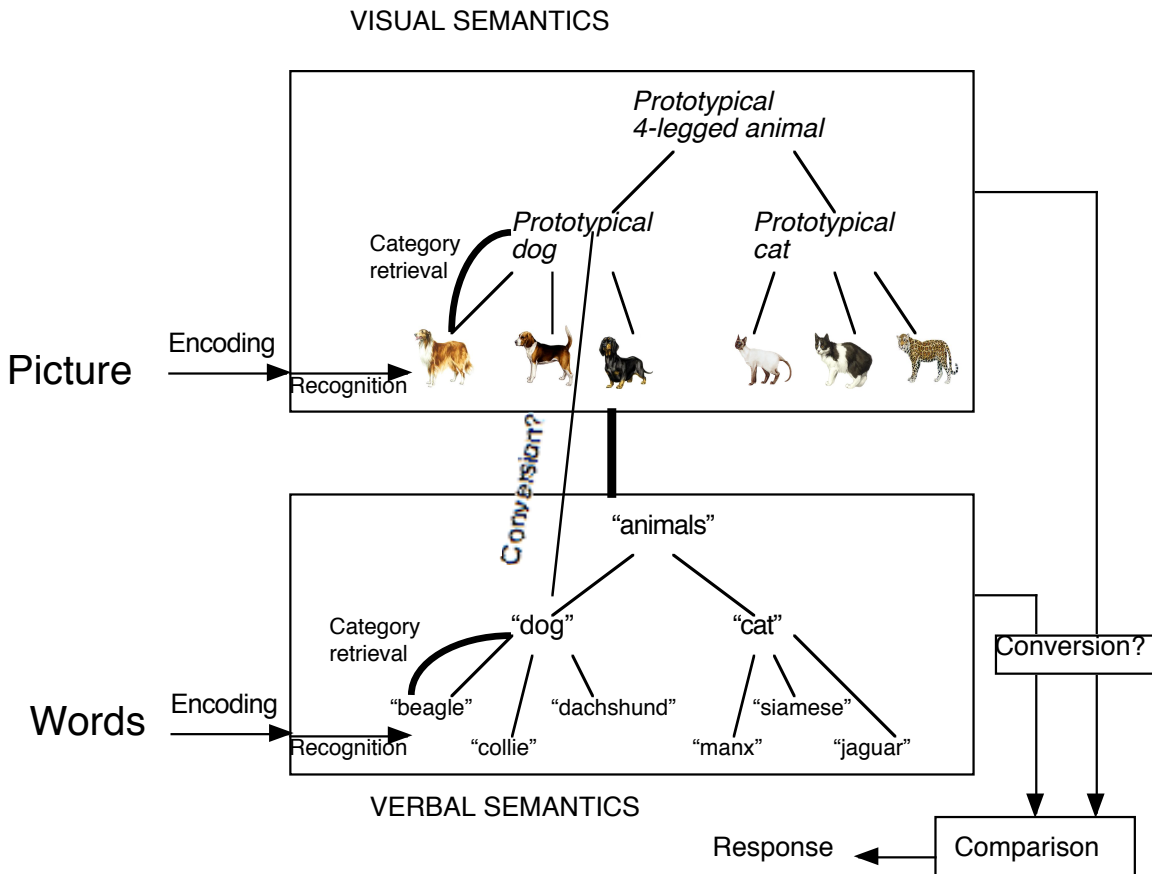 VISUAL SEMANTICS
Prototypical
4-legged animal
Prototypical
dog
Prototypical
cat
Category
retrieval
Encoding
Picture
Recognition
Conversion?
“animals”
“dog”
“cat”
Category
retrieval
Conversion?
Encoding
Words
Recognition
“beagle”
“dachshund”
“siamese”
“collie”
“manx”
“jaguar”
VERBAL SEMANTICS
Response
Comparison